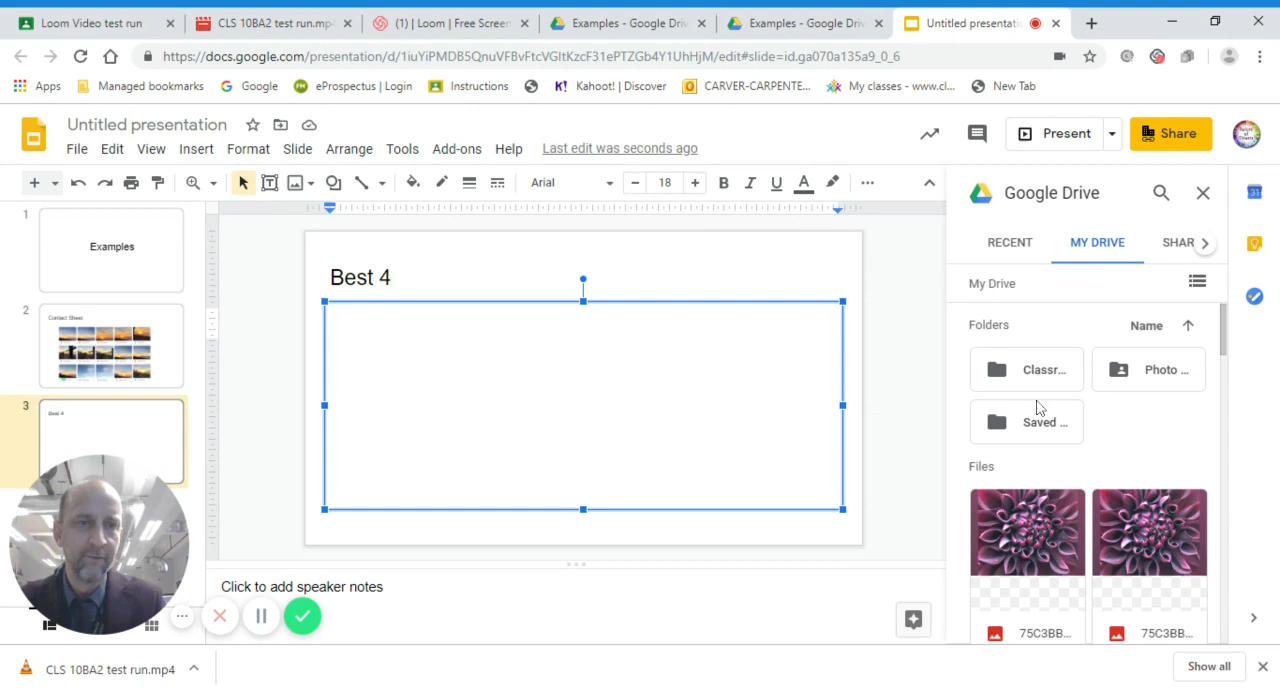 Loom Video test run
CLS 10BA2 test run.mp4
(1) | Loom | Free Screen
Examples - Google Driv
Examples - Google Driv
Untitled presentati
https://docs.google.com/presentation/d/1iuYiPMDB5QnuVFBvFtcVGltKzcF31ePTZGb4Y1UhHjM/edit#slide=id.ga070a135a9_0_6
Apps
Managed bookmarks
Google
eProspectus | Login
Instructions
Kahoot! | Discover
CARVER-CARPENTE...
My classes - www.cl...
New Tab
Untitled presentation
File Edit View Insert Format Slide Arrange Tools Add-ons Help
Last edit was seconds ago
Present
Share
Arial
18
B I U A
1
Examples
2
Contact Sheet
3
Best 4
Best 4
Click to add speaker notes
Google Drive
RECENT
MY DRIVE
SHAR
My Drive
Folders
Name
Classr...
Photo ...
Saved ...
Files
75C3BB...
75C3BB...
31
CLS 10BA2 test run.mp4
Show all